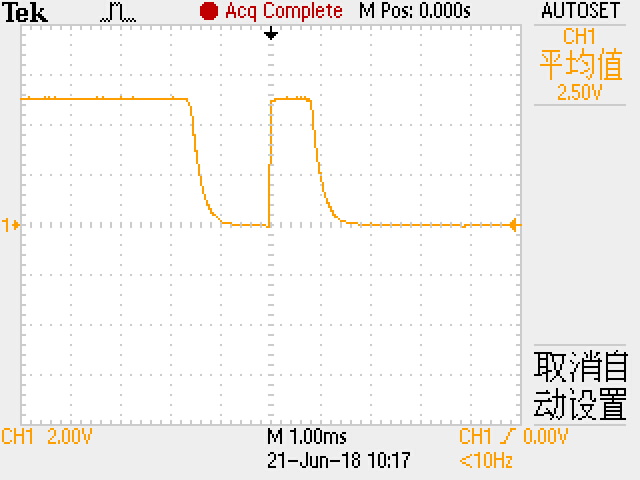 Tek Acq Complete M Pos: 0.000s AUTOSET
CH1
平均值
2.50V
1
取消自
动设置
CH1 2.00V M 1.00ms CH1 0.00V
21-Jun-18 10:17 <10Hz